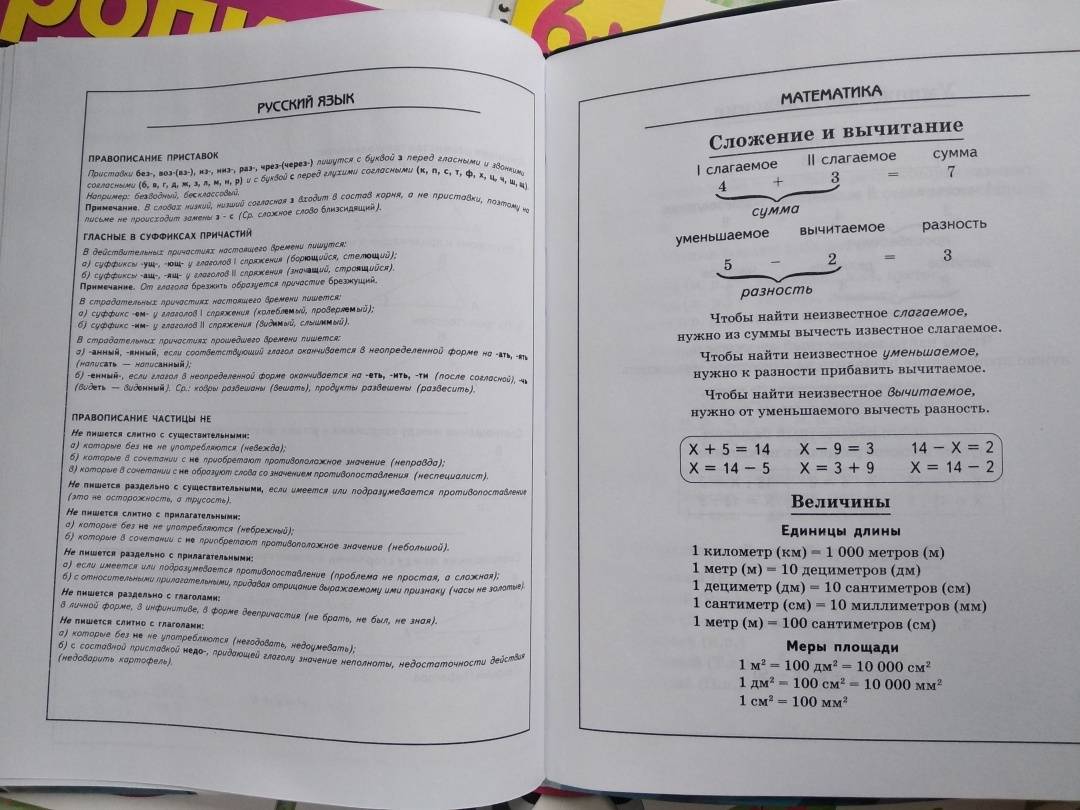 РОПИ
6+
РУССКИЙ ЯЗЫК
ПРАВОПИСАНИЕ ПРИСТАВОК
Приставки без-, воз-(вз-), из-, низ-, раз-, чрез-(через-) пишутся с буквой з перед гласными и звонкими
согласными (б, в, г, д, ж, з, л, м, н, р) и с буквой с перед глухими согласными (к, п, с, т, ф, х, ц, ч, ш, щ).
Например: безводный, бесклассовый.
Примечание. В словах низкий, низший согласная з входит в состав корня, а не приставки, поэтому на
письме не происходит замены з - с (Ср. сложное слово близсидящий).
ГЛАСНЫЕ В СУФФИКСАХ ПРИЧАСТИЙ
В действительных причастиях настоящего времени пишутся:
а) суффиксы -ущ-, -ющ- у глаголов I спряжения (борющийся, стелющий);
б) суффиксы -ащ-, -ящ- у глаголов II спряжения (значащий, строящийся).
Примечание. От глагола брезжить образуется причастие брезжущий.
В страдательных причастиях настоящего времени пишется:
а) суффикс -ем- у глаголов I спряжения (колеблемый, проверяемый);
б) суффикс -им- у глаголов II спряжения (видимый, слышимый).
В страдательных причастиях прошедшего времени пишется:
а) -анный, -янный, если соответствующий глагол оканчивается в неопределенной форме на -ать, -ять
(написать — написанный);
б) -енный-, если глагол в неопределенной форме оканчивается на -еть, -ить, -ти (после согласной), -чь
(видеть — виденный). Ср.: ковры развешаны (вешать), продукты развешены (развесить).
ПРАВОПИСАНИЕ ЧАСТИЦЫ НЕ
Не пишется слитно с существительными:
а) которые без не не употребляются (невежда);
б) которые в сочетании с не приобретают противоположное значение (неправда);
в) которые в сочетании с не образуют слова со значением противопоставления (неспециалист).
Не пишется раздельно с существительными, если имеется или подразумевается противопоставление
(это не осторожность, а трусость).
Не пишется слитно с прилагательными:
а) которые без не не употребляются (небрежный);
б) которые в сочетании с не приобретают противоположное значение (небольшой).
Не пишется раздельно с прилагательными:
а) если имеется или подразумевается противопоставление (проблема не простая, а сложная);
б) с относительными прилагательными, придавая отрицание выражаемому ими признаку (часы не золотые).
Не пишется раздельно с глаголами:
в личной форме, в инфинитиве, в форме деепричастия (не брать, не был, не зная).
Не пишется слитно с глаголами:
а) которые без не не употребляются (негодовать, недоумевать);
б) с составной приставкой недо-, придающей глаголу значение неполноты, недостаточности действия
(недоварить картофель).
МАТЕМАТИКА
Сложение и вычитание
I слагаемое II слагаемое сумма
4 + 3 = 7
сумма
уменьшаемое вычитаемое разность
5 − 2 = 3
разность
Чтобы найти неизвестное слагаемое,
нужно из суммы вычесть известное слагаемое.
Чтобы найти неизвестное уменьшаемое,
нужно к разности прибавить вычитаемое.
Чтобы найти неизвестное вычитаемое,
нужно от уменьшаемого вычесть разность.
X + 5 = 14 X − 9 = 3 14 − X = 2
X = 14 − 5 X = 3 + 9 X = 14 − 2
Величины
Единицы длины
1 километр (км) = 1 000 метров (м)
1 метр (м) = 10 дециметров (дм)
1 дециметр (дм) = 10 сантиметров (см)
1 сантиметр (см) = 10 миллиметров (мм)
1 метр (м) = 100 сантиметров (см)
Меры площади
1 м² = 100 дм² = 10 000 см²
1 дм² = 100 см² = 10 000 мм²
1 см² = 100 мм²